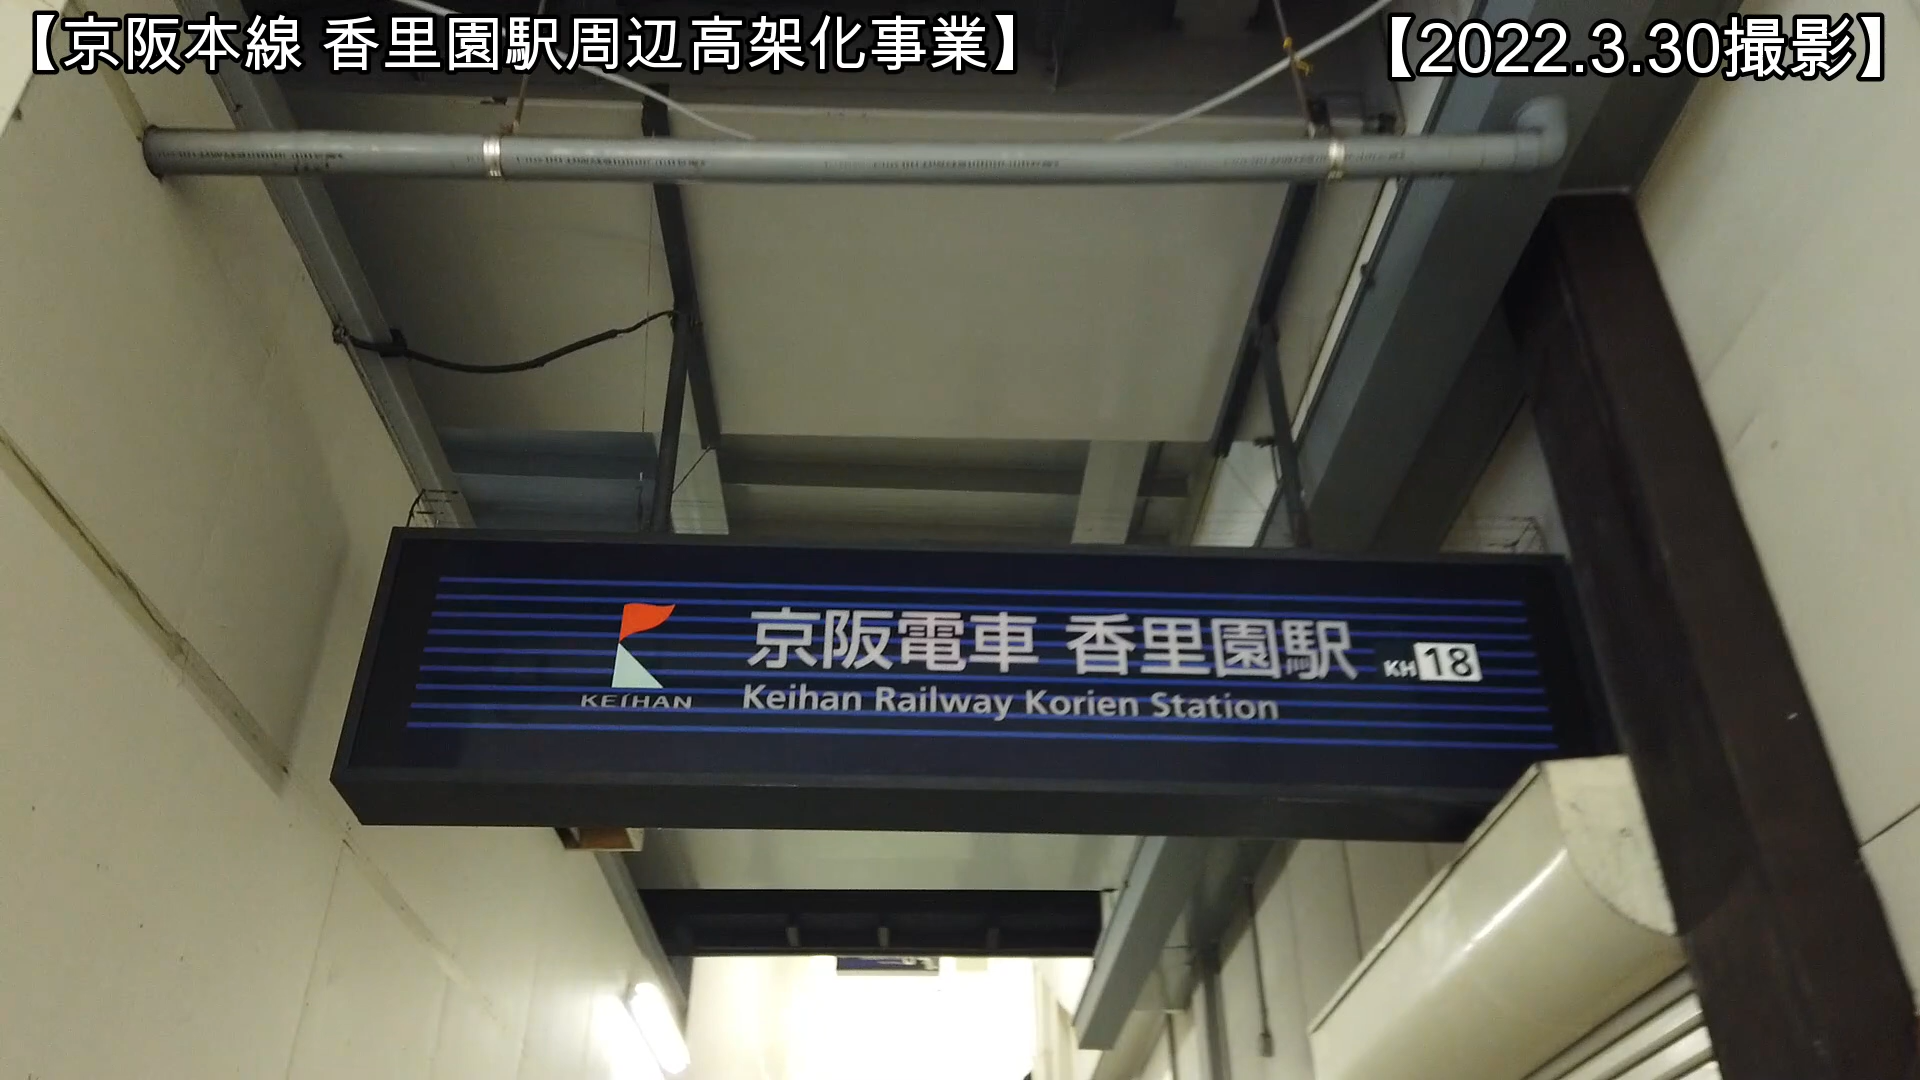 【京阪本線 香里園駅周辺高架化事業】
【2022.3.30撮影】
京阪電車 香里園駅 KH 18
KEIHAN
Keihan Railway Korien Station